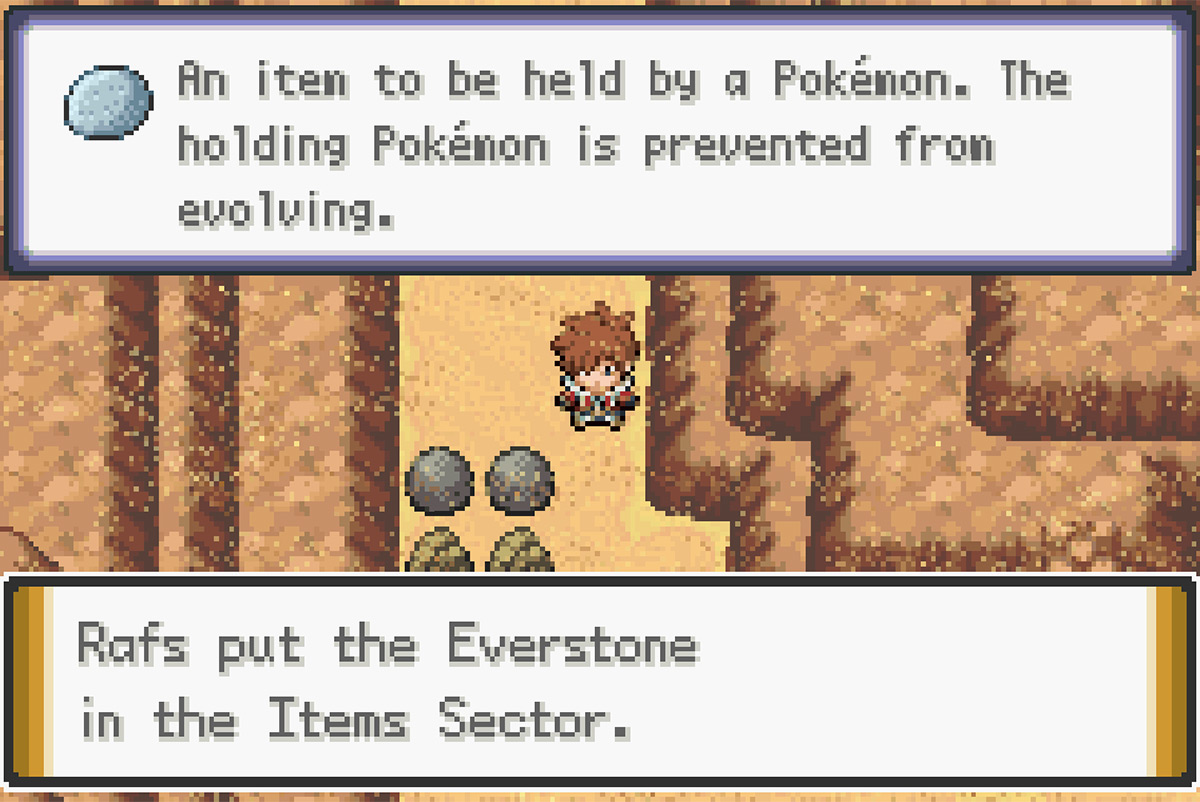 An item to be held by a Pokémon. The
holding Pokémon is prevented from
evolving.
Rafs put the Everstone
in the Items Sector.